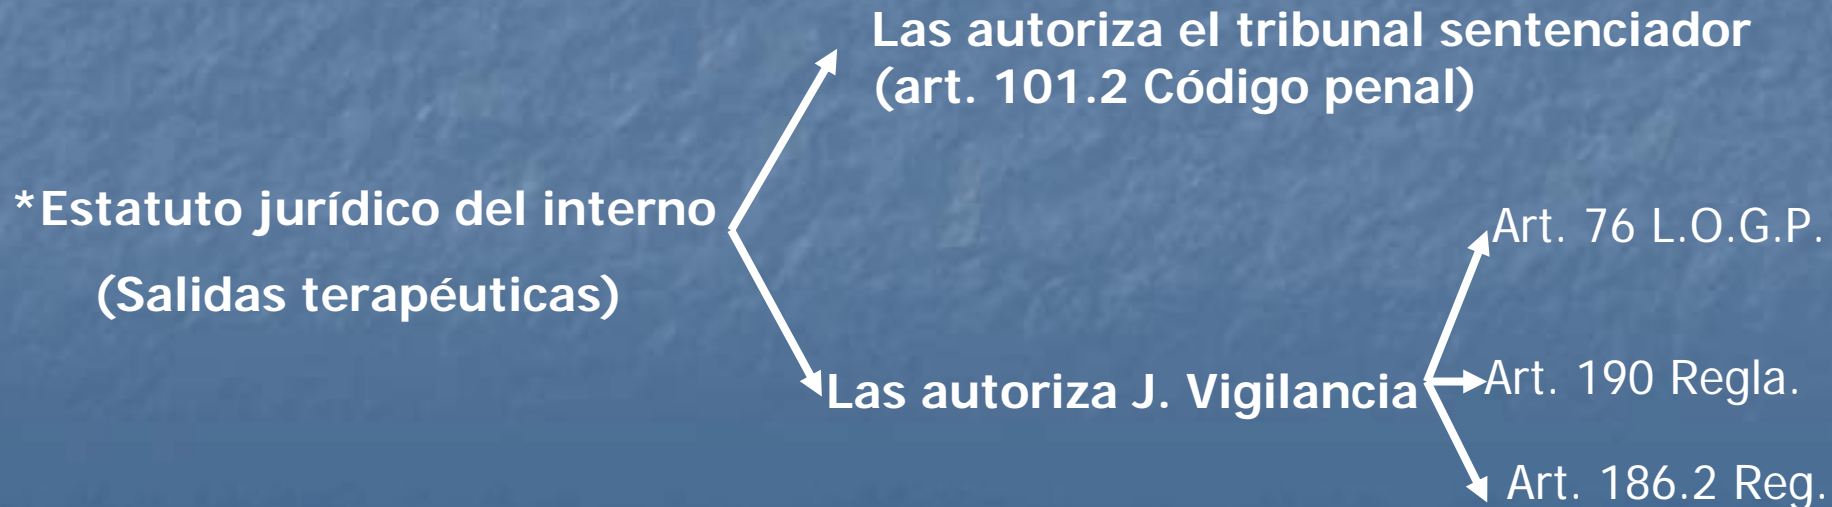 Las autoriza el tribunal sentenciador
(art. 101.2 Código penal)
*Estatuto jurídico del interno
(Salidas terapéuticas)
Art. 76 L.O.G.P.
Las autoriza J. Vigilancia
Art. 190 Regla.
Art. 186.2 Reg.